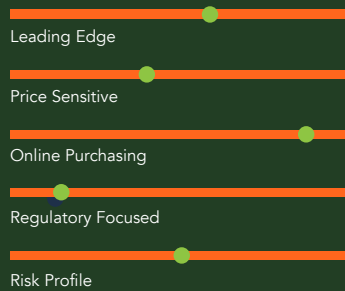 Leading Edge
Price Sensitive
Online Purchasing
Regulatory Focused
Risk Profile